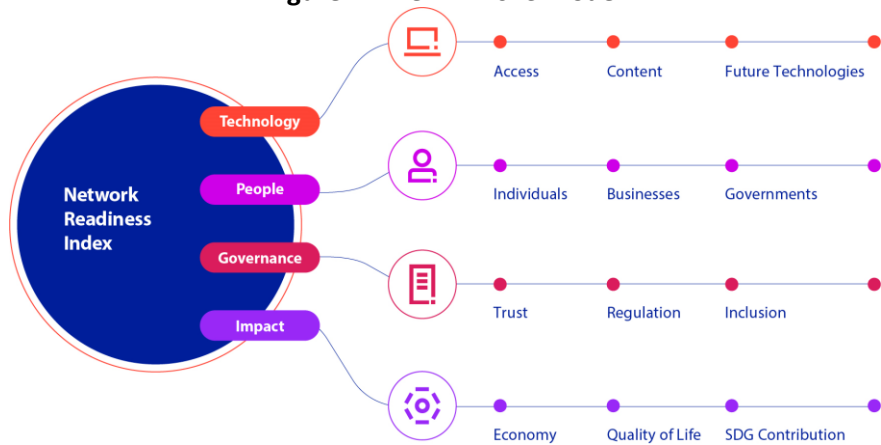 Technology
Access
Content
Future Technologies
People
Individuals
Businesses
Governments
Network
Readiness
Index
Governance
Trust
Regulation
Inclusion
Impact
Economy
Quality of Life
SDG Contribution